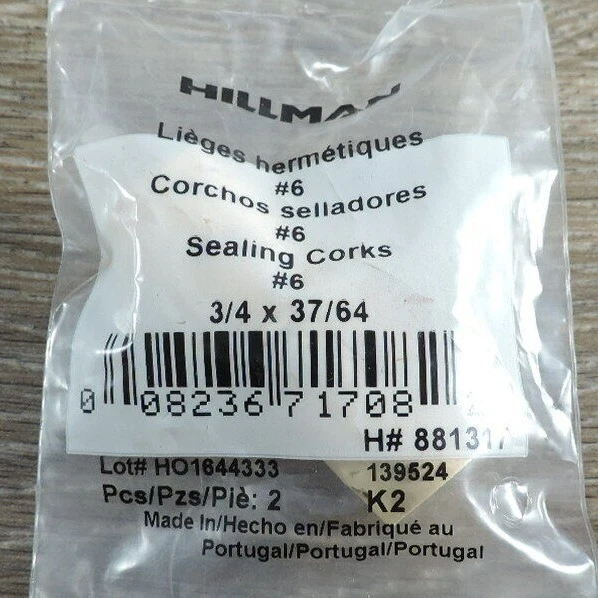 HILLMAN
Lièges hermétiques
#6
Corchos selladores
#6
Sealing Corks
#6
3/4 x 37/64
0 08236 71708
H# 881317
Lot# HO1644333 139524
Pcs/Pzs/Piè: 2 K2
Made In/Hecho en/Fabriqué au
Portugal/Portugal/Portugal